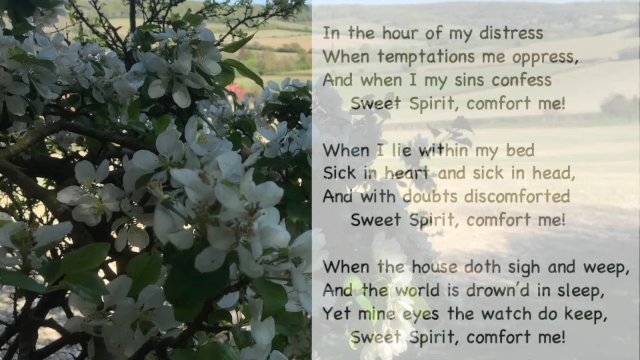 In the hour of my distress
When temptations me oppress,
And when I my sins confess
Sweet Spirit, comfort me!
When I lie within my bed
Sick in heart and sick in head,
And with doubts discomforted
Sweet Spirit, comfort me!
When the house doth sigh and weep,
And the world is drown'd in sleep,
Yet mine eyes the watch do keep,
Sweet Spirit, comfort me!